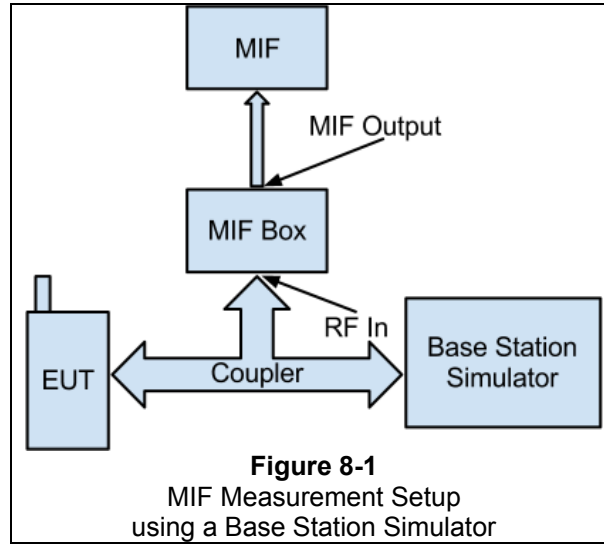 MIF
MIF Output
MIF Box
RF In
EUT
Coupler
Base Station
Simulator
Figure 8-1
MIF Measurement Setup
using a Base Station Simulator